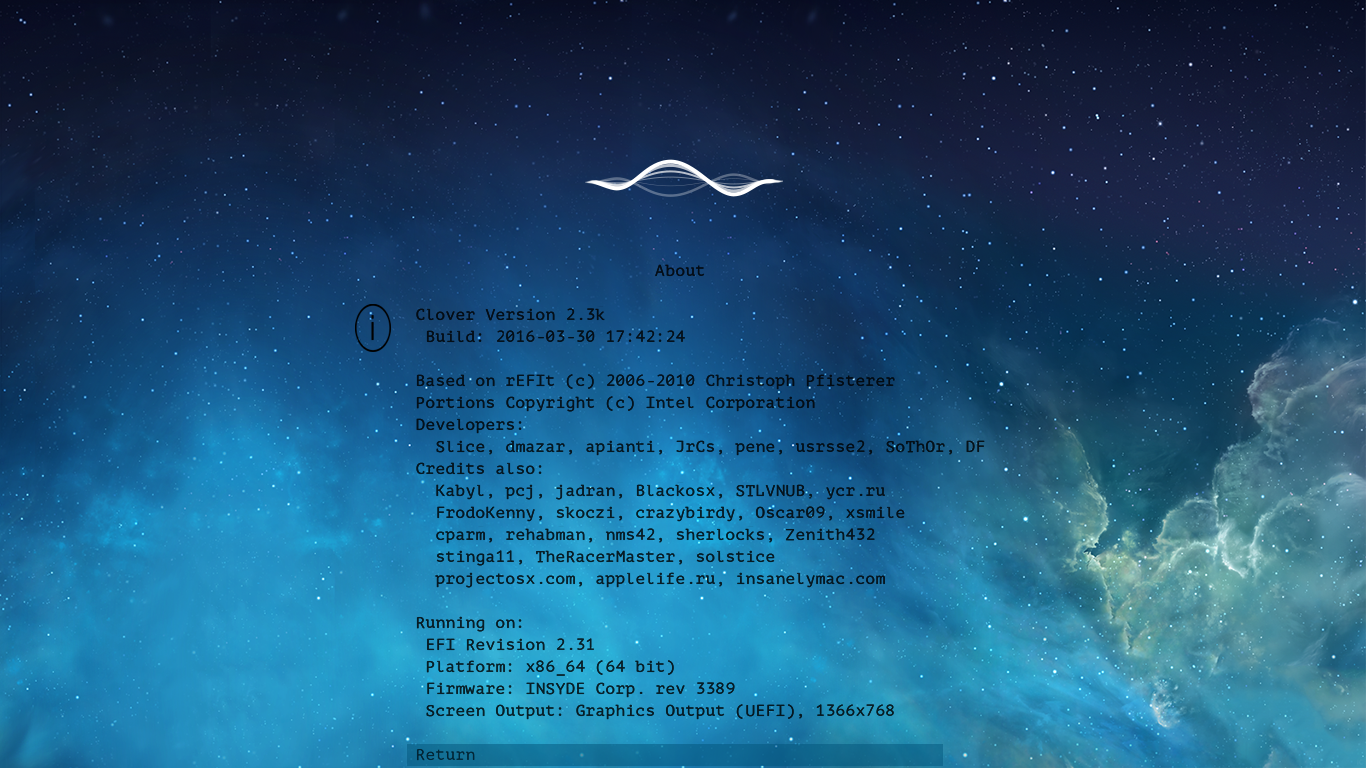 About
Clover Version 2.3k
Build: 2016-03-30 17:42:24
Based on rEFIt (c) 2006-2010 Christoph Pfisterer
Portions Copyright (c) Intel Corporation
Developers:
Slice, dmazar, apianti, JrCs, pene, usrsse2, SoThOr, DF
Credits also:
Kabyl, pcj, jadran, Blackosx, STLVNUB, ycr.ru
FrodoKenny, skoczi, crazybirdy, Oscar09, xsmile
cparm, rehabman, nms42, sherlocks, Zenith432
stinga11, TheRacerMaster, solstice
projectosx.com, applelife.ru, insanelymac.com
Running on:
EFI Revision 2.31
Platform: x86_64 (64 bit)
Firmware: INSYDE Corp. rev 3389
Screen Output: Graphics Output (UEFI), 1366x768
Return